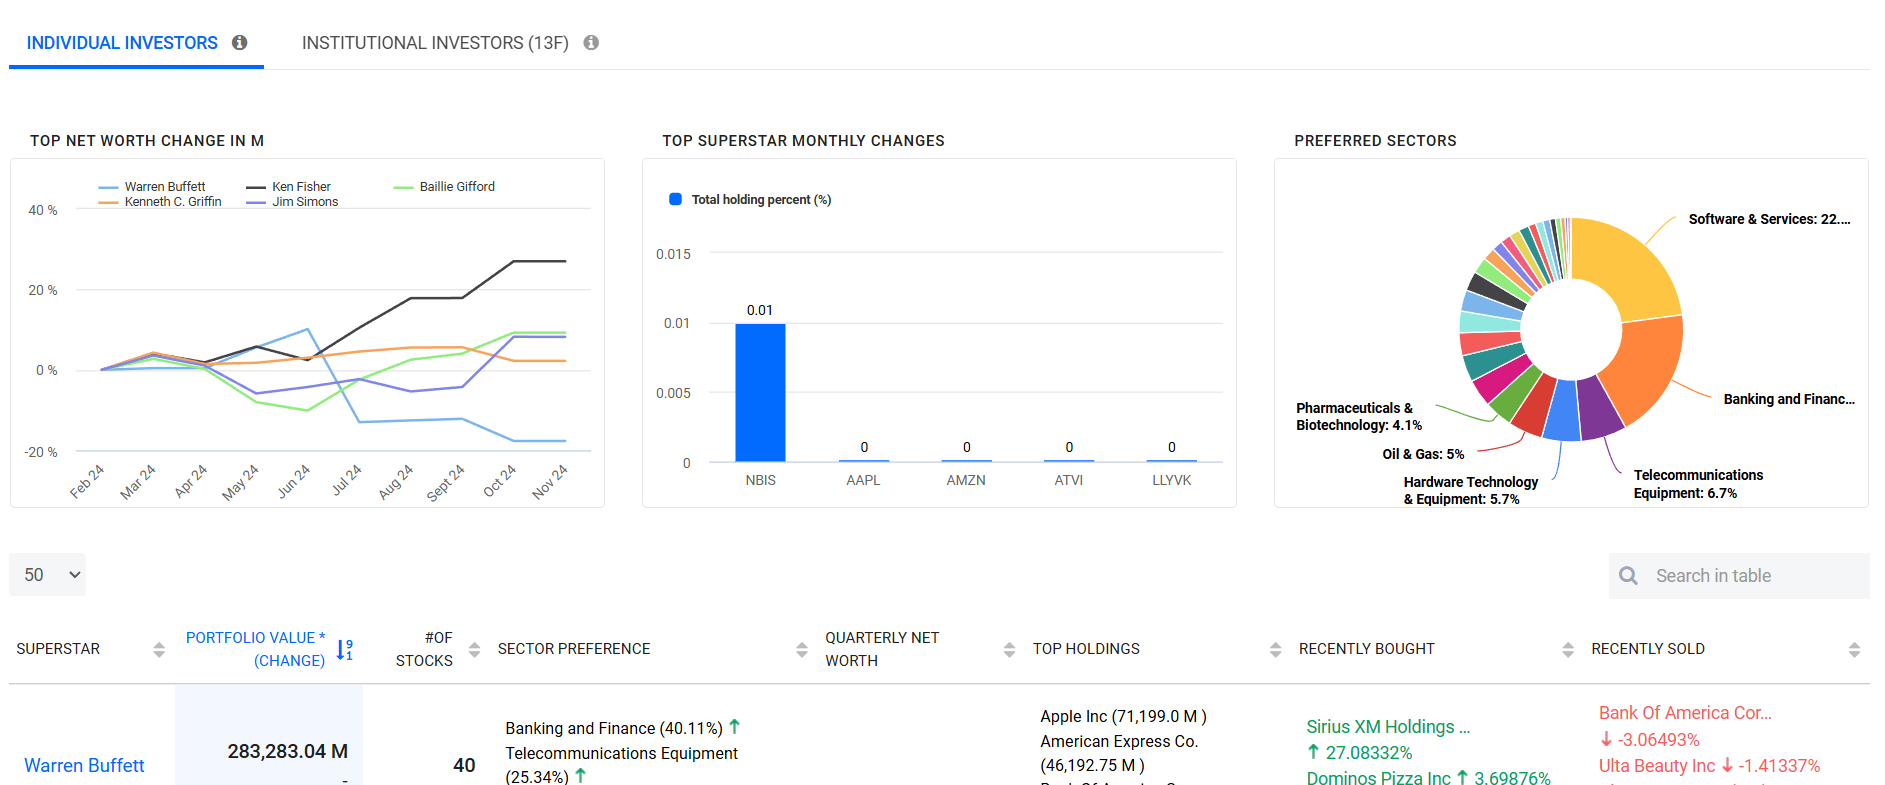 INDIVIDUAL INVESTORS
INSTITUTIONAL INVESTORS (13F)
TOP NET WORTH CHANGE IN M
Warren Buffett
Ken Fisher
Baillie Gifford
Kenneth C. Griffin
Jim Simons
40 %
20 %
0 %
-20 %
Feb 24
Mar 24
Apr 24
May 24
Jun 24
Jul 24
Aug 24
Sept 24
Oct 24
Nov 24
TOP SUPERSTAR MONTHLY CHANGES
Total holding percent (%)
0.015
0.01
0.005
0
0.01
0
0
0
0
NBIS
AAPL
AMZN
ATVI
LLYVK
PREFERRED SECTORS
Software & Services: 22....
Banking and Financ...
Telecommunications
Equipment: 6.7%
Hardware Technology
& Equipment: 5.7%
Oil & Gas: 5%
Pharmaceuticals &
Biotechnology: 4.1%
50
Search in table
SUPERSTAR
PORTFOLIO VALUE *
(CHANGE)
9
1
#OF
STOCKS
SECTOR PREFERENCE
QUARTERLY NET
WORTH
TOP HOLDINGS
RECENTLY BOUGHT
RECENTLY SOLD
Warren Buffett
283,283.04 M
-
40
Banking and Finance (40.11%) ↑
Telecommunications Equipment
(25.34%) ↑
Apple Inc (71,199.0 M )
American Express Co.
(46,192.75 M )
Sirius XM Holdings ...
↑ 27.08332%
Dominos Pizza Inc ↑ 3.69876%
Bank Of America Cor...
↓ -3.06493%
Ulta Beauty Inc ↓ -1.41337%